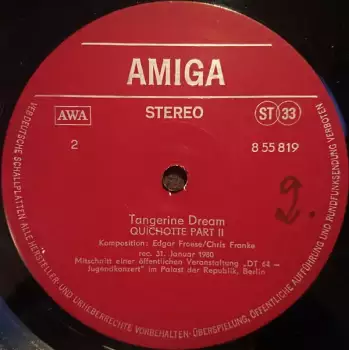 AMIGA
AWA
STEREO
ST 33
2
8 55 819
Tangerine Dream
QUICHOTTE PART II
Komposition: Edgar Froese/Chris Franke
rec. 31. Januar 1980
Mitschnitt einer öffentlichen Veranstaltung „DT 64 –
Jugendkonzert" im Palast der Republik, Berlin
2.
VEB DEUTSCHE SCHALLPLATTEN. ALLE HERSTELLER- UND URHEBERRECHTE VORBEHALTEN · ÜBERSPIELUNG, ÖFFENTLICHE AUFFÜHRUNG UND RUNDFUNKSENDUNG VERBOTEN